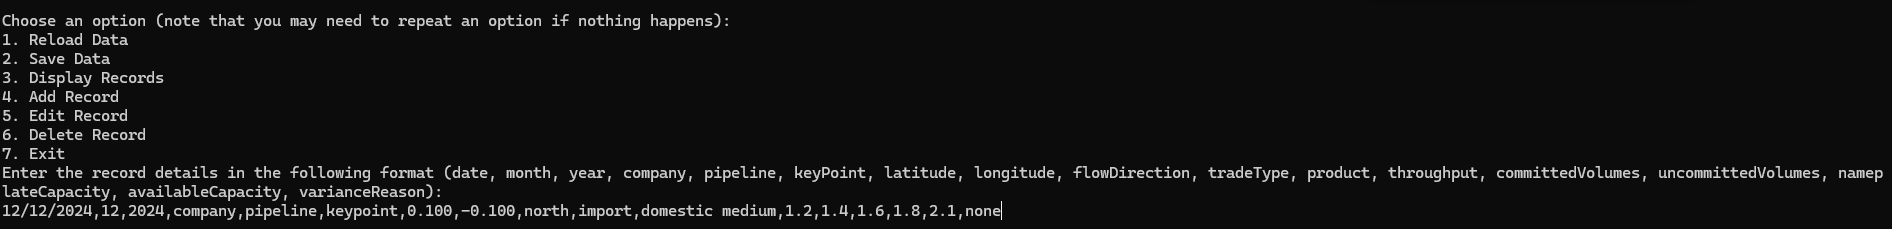 Choose an option (note that you may need to repeat an option if nothing happens):
1. Reload Data
2. Save Data
3. Display Records
4. Add Record
5. Edit Record
6. Delete Record
7. Exit
Enter the record details in the following format (date, month, year, company, pipeline, keyPoint, latitude, longitude, flowDirection, tradeType, product, throughput, committedVolumes, uncommittedVolumes, namep
lateCapacity, availableCapacity, varianceReason):
12/12/2024,12,2024,company,pipeline,keypoint,0.100,-0.100,north,import,domestic medium,1.2,1.4,1.6,1.8,2.1,none